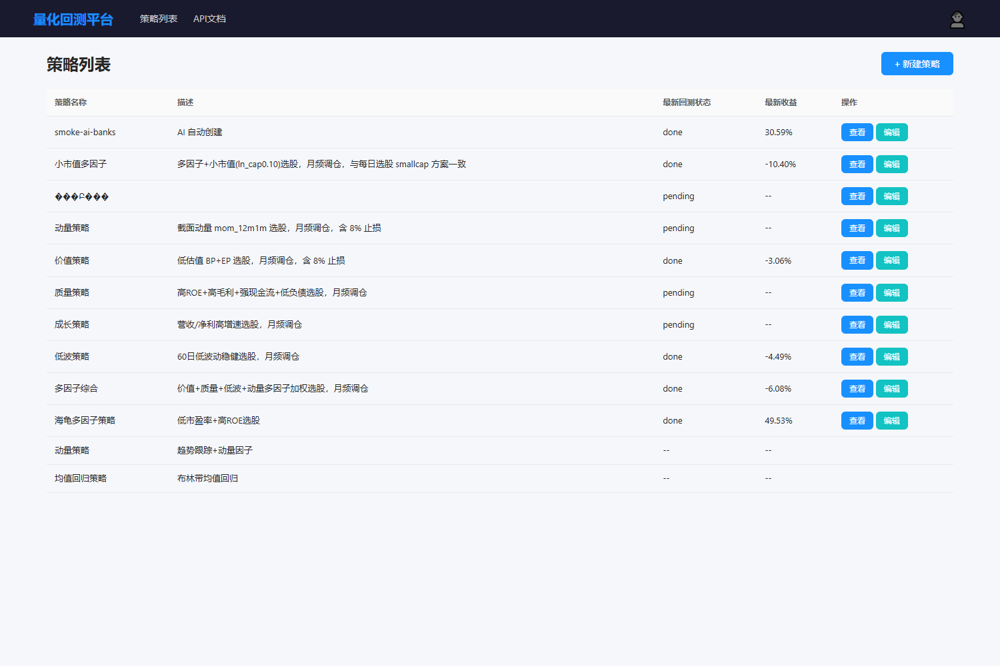 量化回测平台 策略列表 API文档
策略列表 + 新建策略
策略名称 描述 最新回测状态 最新收益 操作
smoke-ai-banks AI 自动创建 done 30.59% 查看 编辑
小市值多因子 多因子+小市值(ln_cap0.10)选股，月频调仓，与每日选股 smallcap 方案一致 done -10.40% 查看 编辑
���Բ��� pending -- 查看 编辑
动量策略 截面动量 mom_12m1m 选股，月频调仓，含 8% 止损 pending -- 查看 编辑
价值策略 低估值 BP+EP 选股，月频调仓，含 8% 止损 done -3.06% 查看 编辑
质量策略 高ROE+高毛利+强现金流+低负债选股，月频调仓 pending -- 查看 编辑
成长策略 营收/净利高增速选股，月频调仓 pending -- 查看 编辑
低波策略 60日低波动稳健选股，月频调仓 done -4.49% 查看 编辑
多因子综合 价值+质量+低波+动量多因子加权选股，月频调仓 done -6.08% 查看 编辑
海龟多因子策略 低市盈率+高ROE选股 done 49.53% 查看 编辑
动量策略 趋势跟踪+动量因子 -- --
均值回归策略 布林带均值回归 -- --